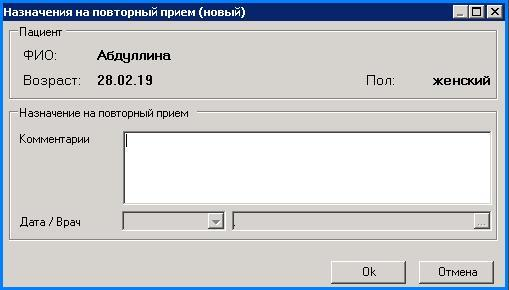 Назначения на повторный прием (новый)
Пациент
ФИО: Абдуллина
Возраст: 28.02.19 Пол: женский
Назначение на повторный прием
Комментарии
Дата / Врач
...
Ok Отмена